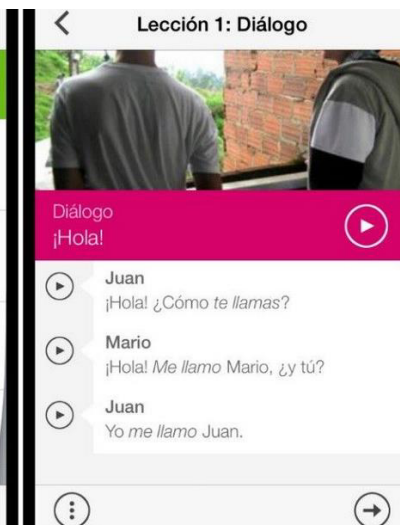 Lección 1: Diálogo
Diálogo
¡Hola!
Juan
¡Hola! ¿Cómo te llamas?
Mario
¡Hola! Me llamo Mario, ¿y tú?
Juan
Yo me llamo Juan.